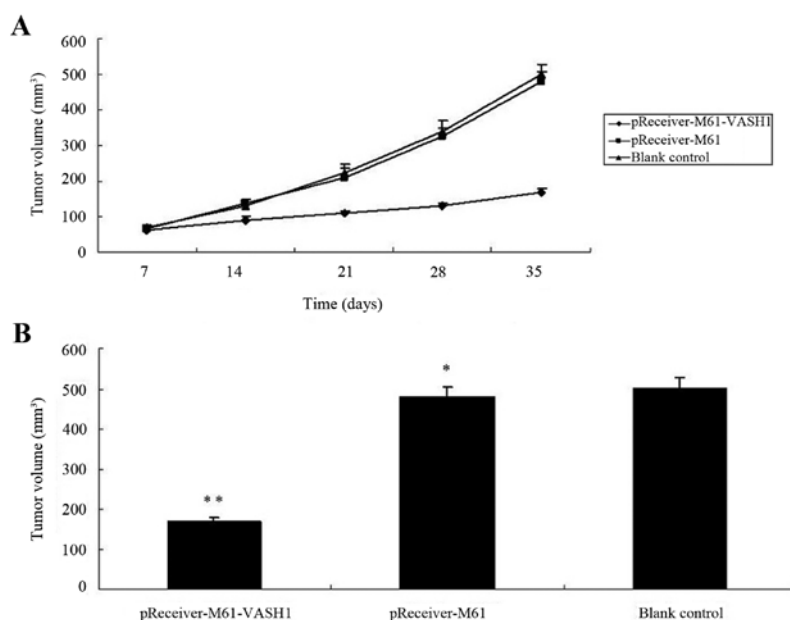 A
600
500
400
300
200
100
0
Tumor volume (mm³)
7 14 21 28 35
Time (days)
pReceiver-M61-VASH1
pReceiver-M61
Blank control
B
600
500
400
300
200
100
0
Tumor volume (mm³)
**
*
pReceiver-M61-VASH1 pReceiver-M61 Blank control